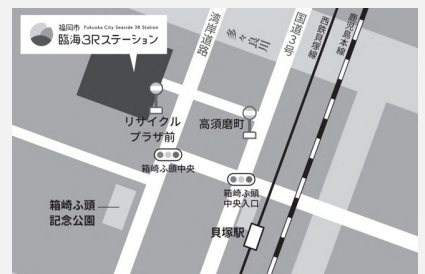 福岡市 Fukuoka City Seaside 3R Station
臨海3Rステーション
湾岸道路
多々良川
国道3号
西鉄貝塚線
鹿児島本線
リサイクル
プラザ前
高須磨町
箱崎ふ頭中央
箱崎ふ頭
中央入口
箱崎ふ頭
記念公園
貝塚駅